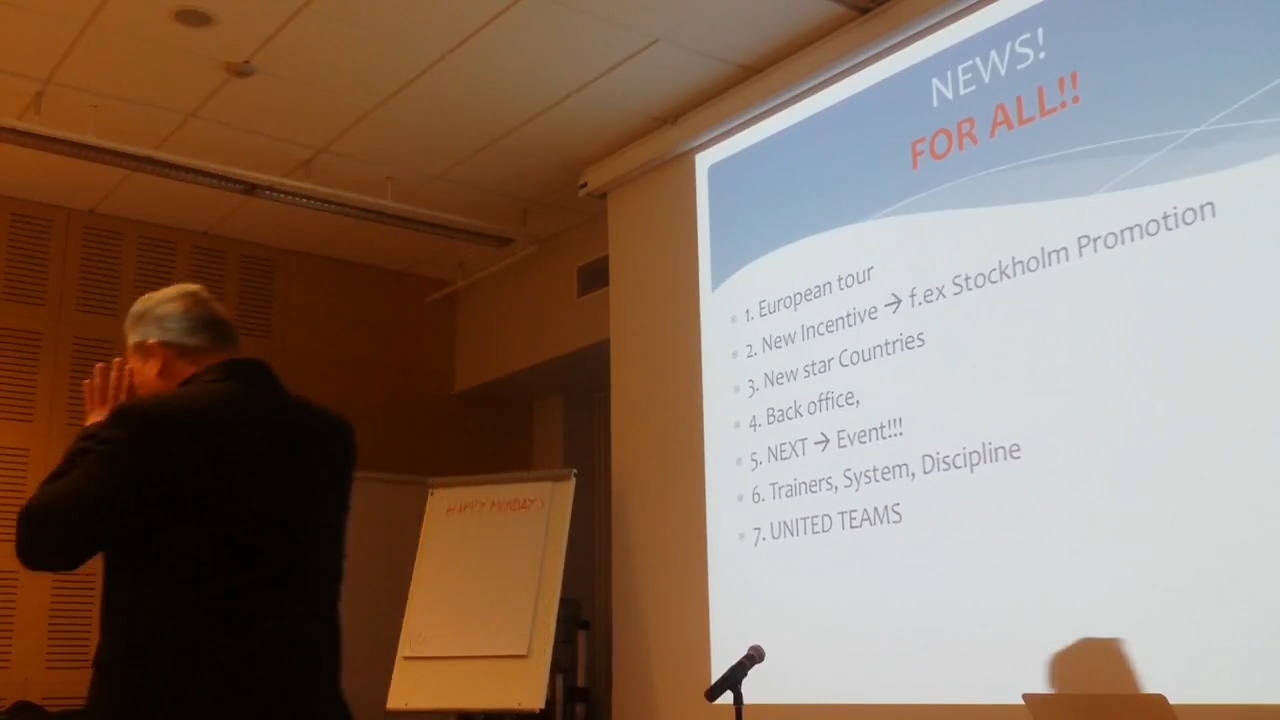 NEWS!
FOR ALL!!
1. European tour
2. New Incentive → f.ex Stockholm Promotion
3. New star Countries
4. Back office,
5. NEXT → Event!!!
6. Trainers, System, Discipline
7. UNITED TEAMS
HAPPY MONDAYS